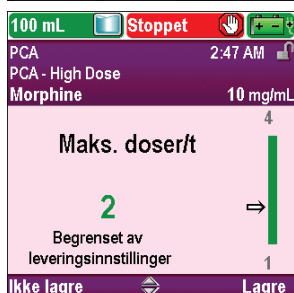 100 mL Stoppet
PCA 2:47 AM
PCA - High Dose
Morphine 10 mg/mL
4
Maks. doser/t
2
Begrenset av
leveringsinnstillinger
1
Ikke lagre Lagre